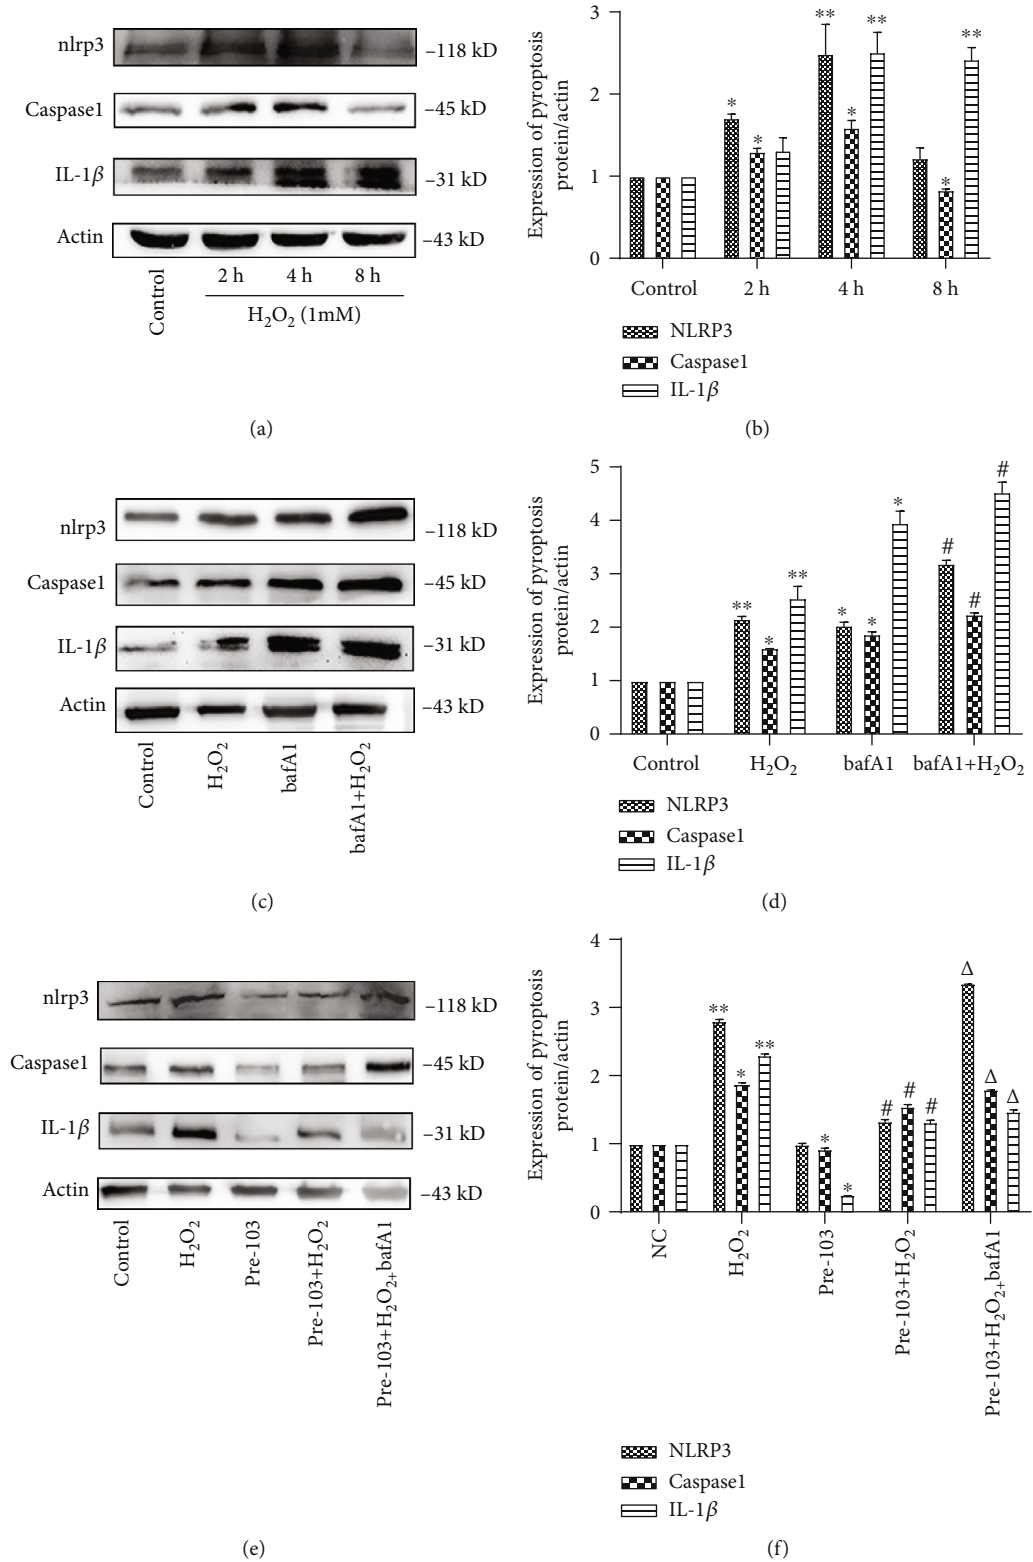 nlrp3
–118 kD
Caspase1
–45 kD
IL-1β
–31 kD
Actin
–43 kD
Control
2 h
4 h
8 h
H₂O₂ (1mM)
(a)
Expression of pyroptosis
protein/actin
3
2
1
0
**
**
**
*
*
*
*
Control
2 h
4 h
8 h
NLRP3
Caspase1
IL-1β
(b)
nlrp3
–118 kD
Caspase1
–45 kD
IL-1β
–31 kD
Actin
–43 kD
Control
H₂O₂
bafA1
bafA1+H₂O₂
(c)
Expression of pyroptosis
protein/actin
5
4
3
2
1
0
**
*
**
*
*
*
#
#
#
Control
H₂O₂
bafA1
bafA1+H₂O₂
NLRP3
Caspase1
IL-1β
(d)
nlrp3
–118 kD
Caspase1
–45 kD
IL-1β
–31 kD
Actin
–43 kD
Control
H₂O₂
Pre-103
Pre-103+H₂O₂
Pre-103+H₂O₂₊bafA1
(e)
Expression of pyroptosis
protein/actin
4
3
2
1
0
**
*
**
*
*
#
#
#
Δ
Δ
Δ
NC
H₂O₂
Pre-103
Pre-103+H₂O₂
Pre-103+H₂O₂₊bafA1
NLRP3
Caspase1
IL-1β
(f)